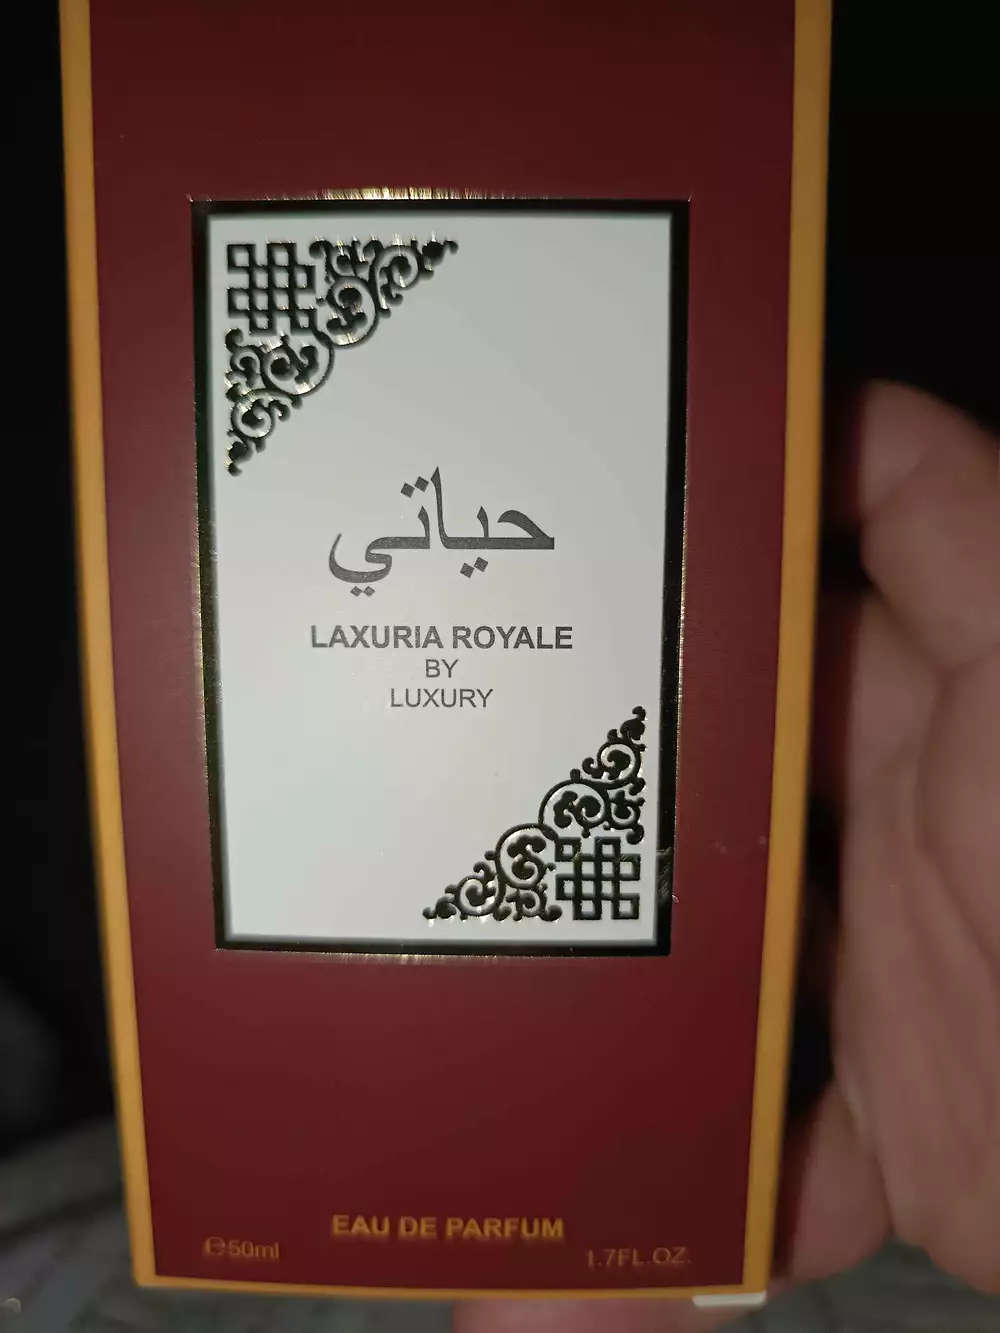 حياتي
LAXURIA ROYALE
BY
LUXURY
EAU DE PARFUM
℮50ml
1.7FL.OZ.